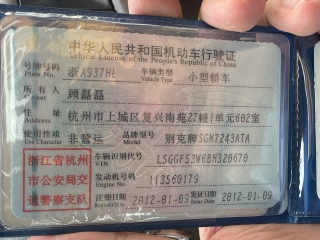 中华人民共和国机动车行驶证
Vehicle License of the People's Republic of China
号牌号码 浙A937HL 车辆类型 小型轿车
Plate No. Vehicle Type
所有人 顾磊磊
住址 杭州市上城区复兴南苑27幢1单元602室
Address
使用性质 非营运 品牌型号 别克牌SGM7243ATA
Use Character Model
浙江省杭州 车辆识别代号 LSGGF53W6BH320670
VIN
市公安局交 发动机号码 113560179
Engine No.
通警察支队 注册日期 2012-01-09 发证日期 2012-01-09
Register Date Issue Date